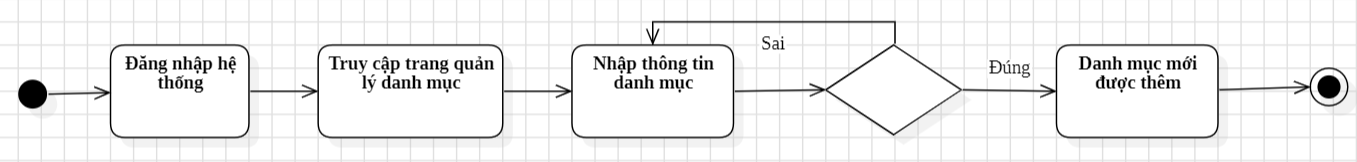 Đăng nhập hệ
thống
Truy cập trang quản
lý danh mục
Nhập thông tin
danh mục
Sai
Đúng
Danh mục mới
được thêm